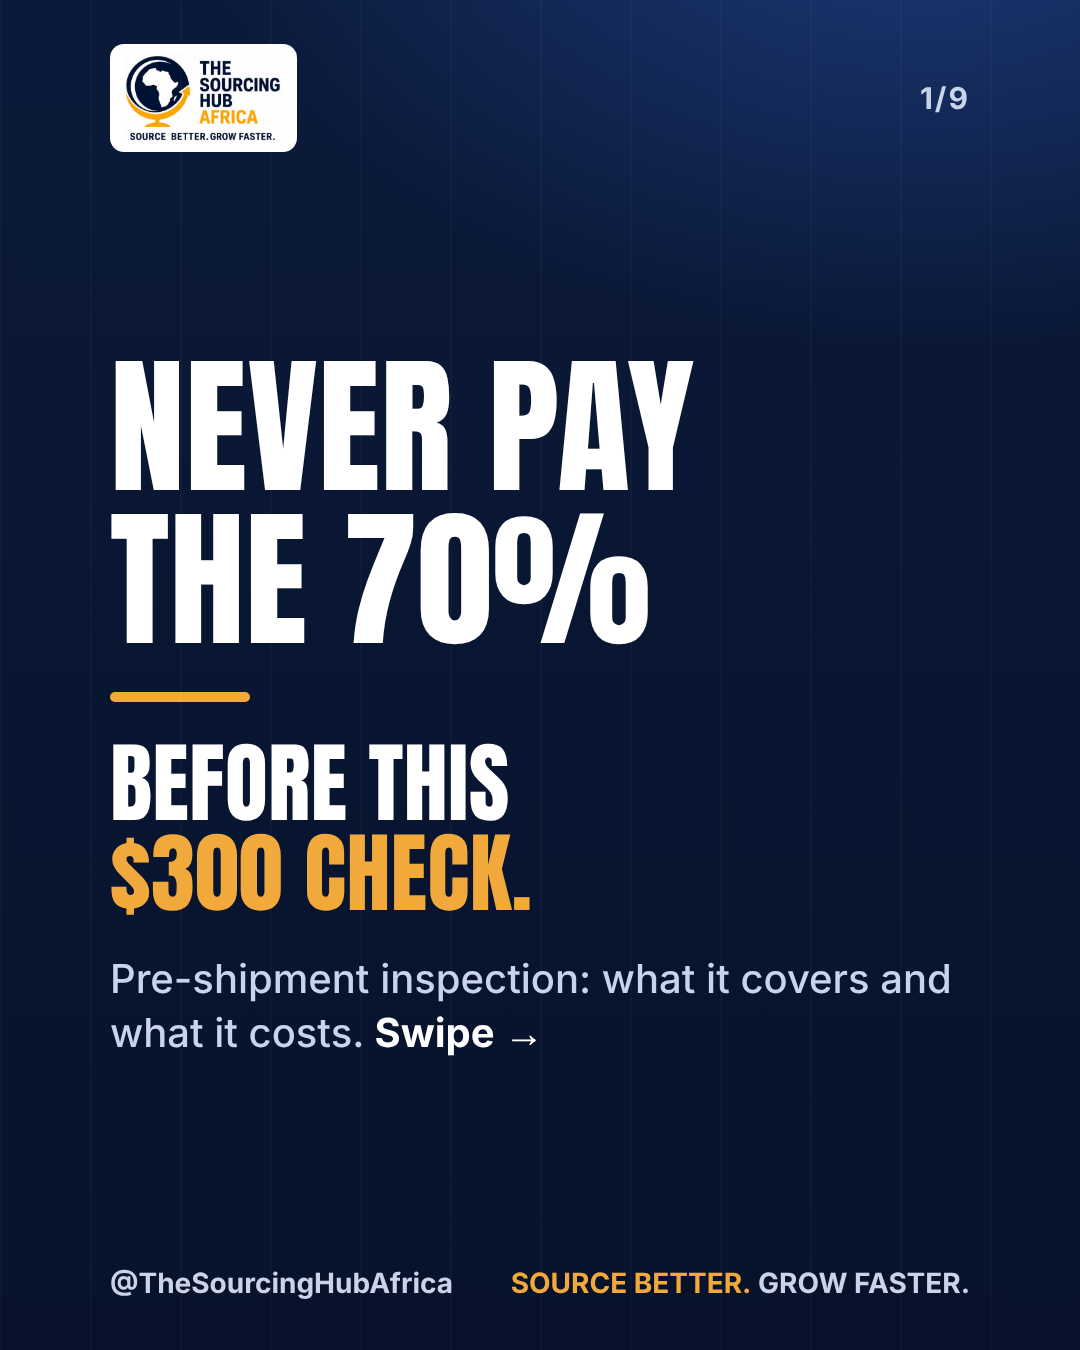 THE
SOURCING
HUB
AFRICA
SOURCE BETTER. GROW FASTER.
1/9
NEVER PAY
THE 70%
BEFORE THIS
$300 CHECK.
Pre-shipment inspection: what it covers and
what it costs. Swipe →
@TheSourcingHubAfrica
SOURCE BETTER. GROW FASTER.